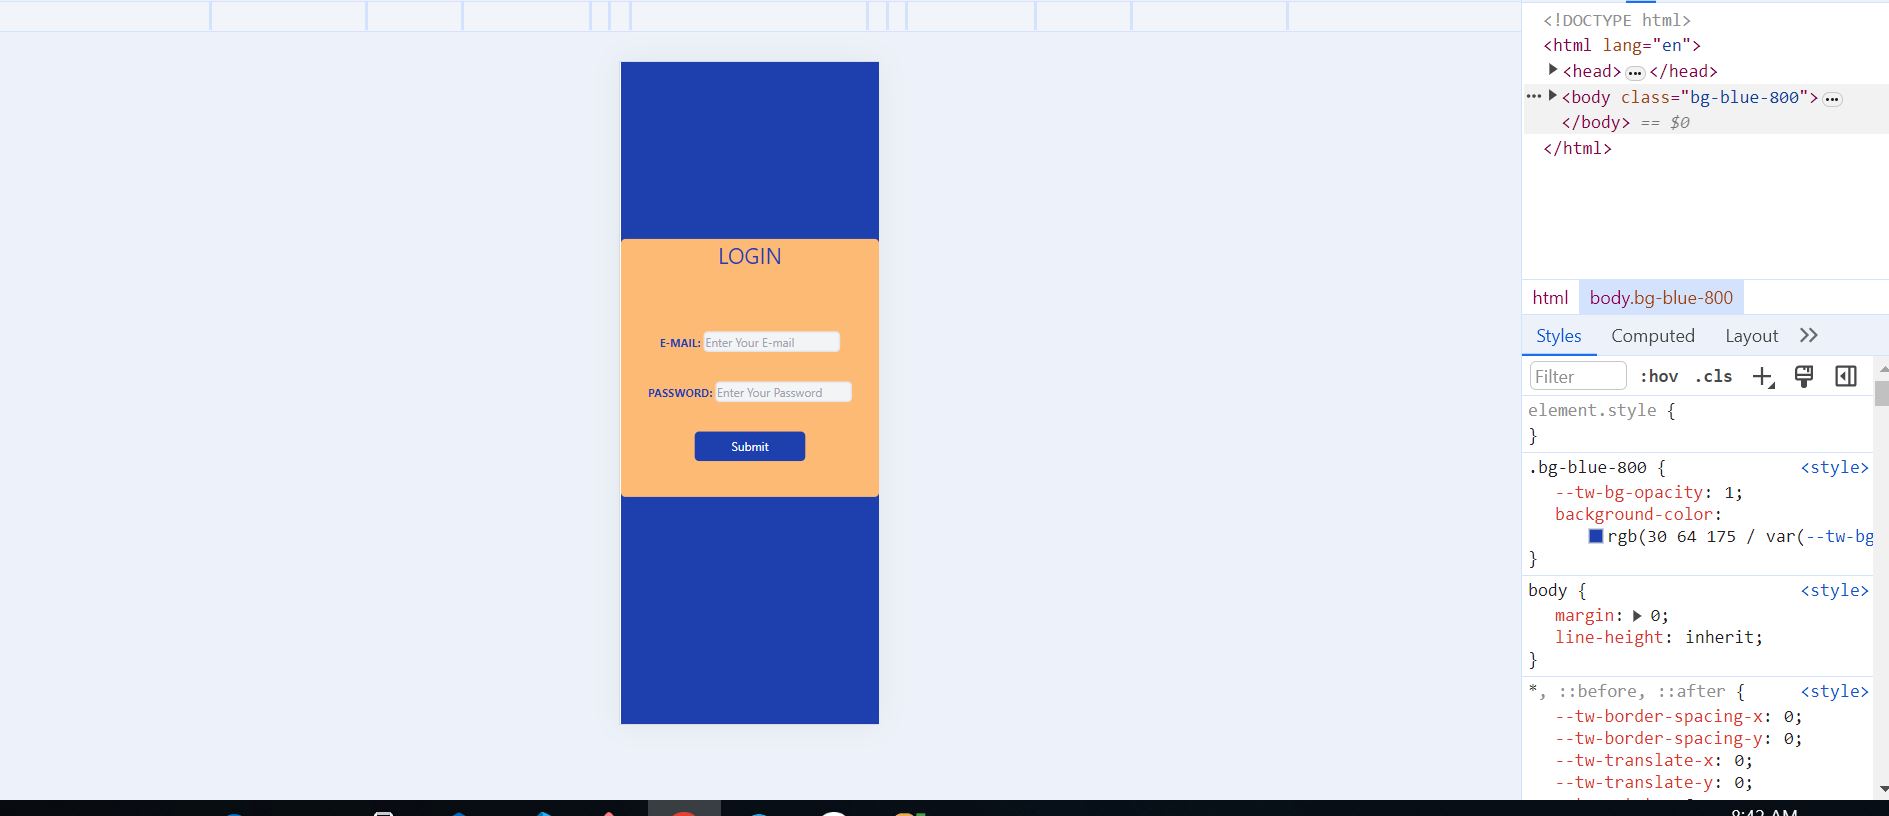 LOGIN
E-MAIL: Enter Your E-mail
PASSWORD: Enter Your Password
Submit
<!DOCTYPE html>
<html lang="en">
<head> ••• </head>
••• <body class="bg-blue-800"> •••
</body> == $0
</html>
html body.bg-blue-800
Styles Computed Layout »
Filter :hov .cls
element.style {
}
.bg-blue-800 { <style>
--tw-bg-opacity: 1;
background-color:
rgb(30 64 175 / var(--tw-bg
}
body { <style>
margin: 0;
line-height: inherit;
}
*, ::before, ::after { <style>
--tw-border-spacing-x: 0;
--tw-border-spacing-y: 0;
--tw-translate-x: 0;
--tw-translate-y: 0;
8:42 AM